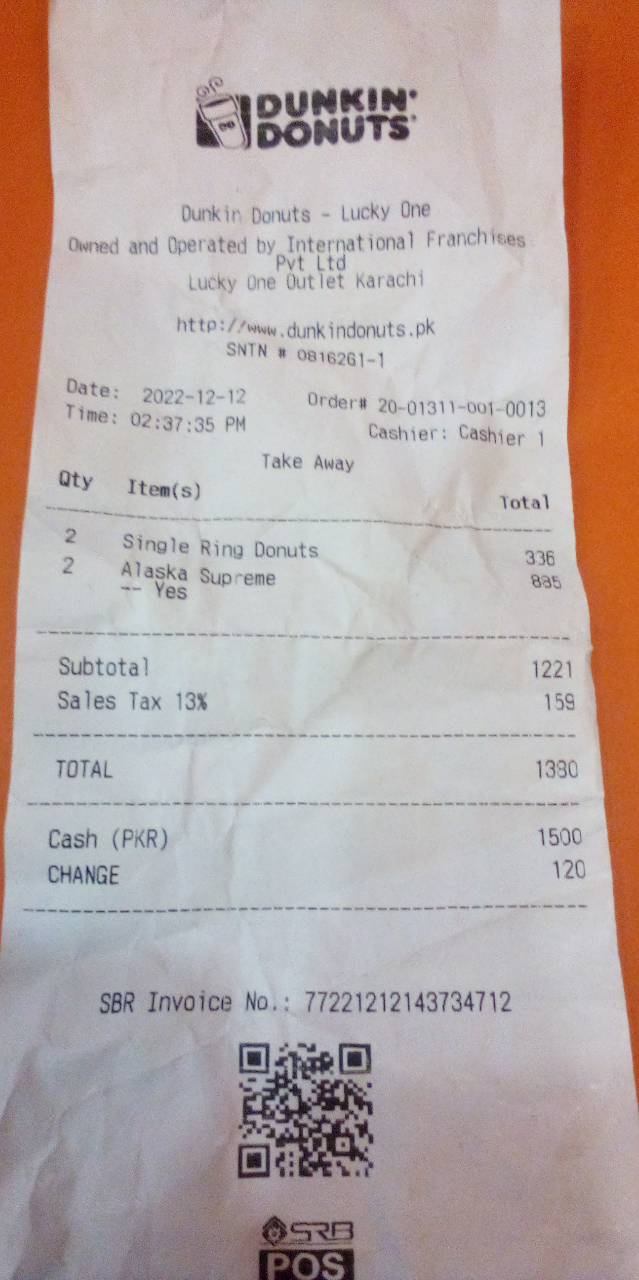 DUNKIN'
DONUTS
Dunkin Donuts - Lucky One
Owned and Operated by International Franchises
Pvt Ltd
Lucky One Outlet Karachi
http://www.dunkindonuts.pk
SNTN # 0816261-1
Date: 2022-12-12 Order# 20-01311-001-0013
Time: 02:37:35 PM Cashier: Cashier 1
Take Away
Qty Item(s) Total
2 Single Ring Donuts 336
2 Alaska Supreme 885
-- Yes
Subtotal 1221
Sales Tax 13% 159
TOTAL 1380
Cash (PKR) 1500
CHANGE 120
SBR Invoice No.: 77221212143734712
SRB
POS